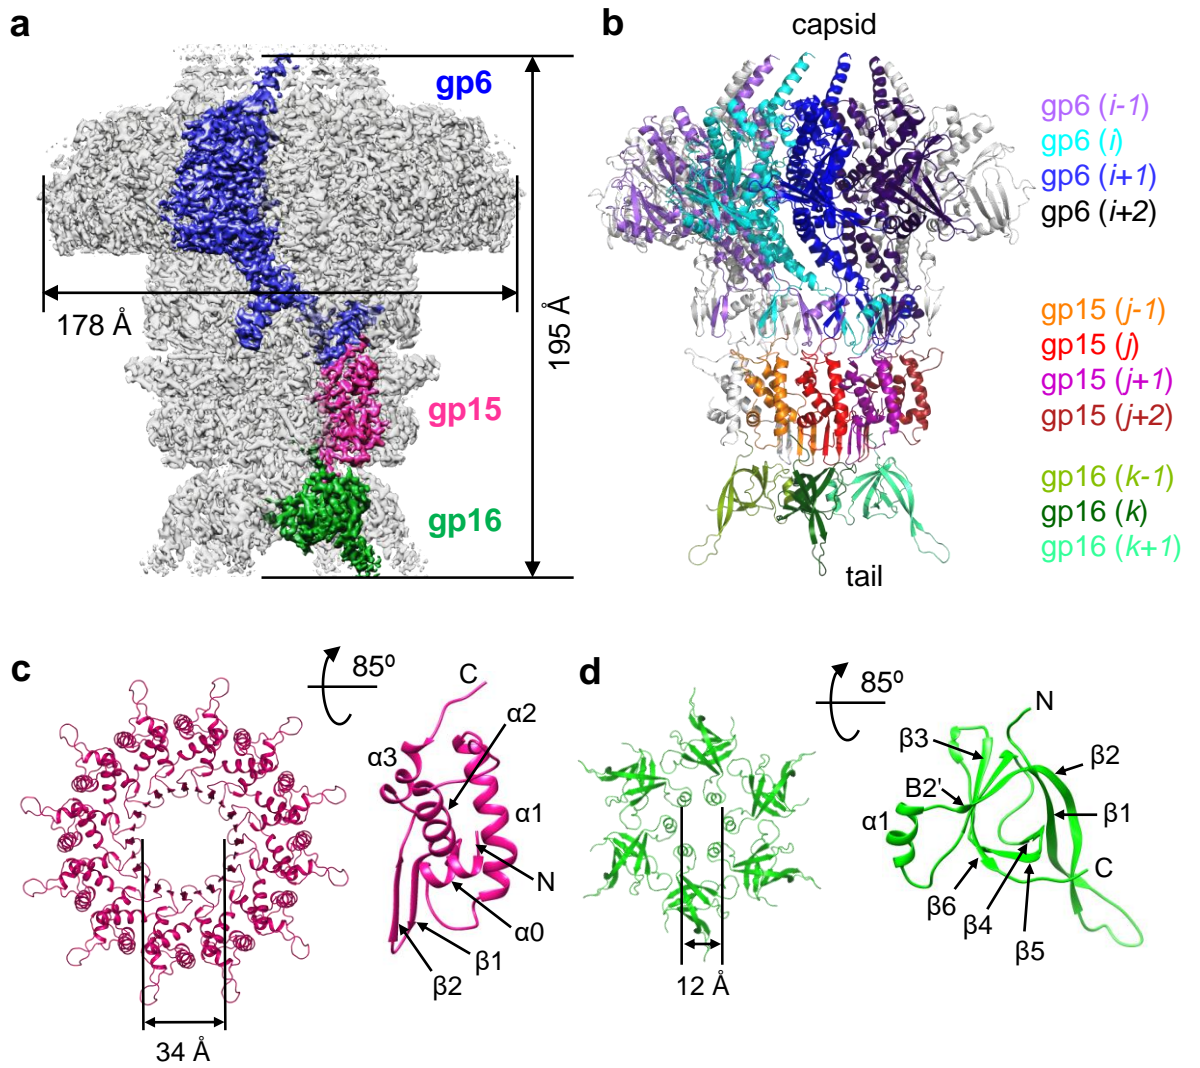 a
gp6
178 Å
195 Å
gp15
gp16
b
capsid
gp6 (i-1)
gp6 (i)
gp6 (i+1)
gp6 (i+2)
gp15 (j-1)
gp15 (j)
gp15 (j+1)
gp15 (j+2)
gp16 (k-1)
gp16 (k)
gp16 (k+1)
tail
c
85º
C
α2
α3
α1
N
α0
β1
β2
34 Å
d
85º
N
β3
β2
B2'
β1
α1
C
β6
β4
β5
12 Å